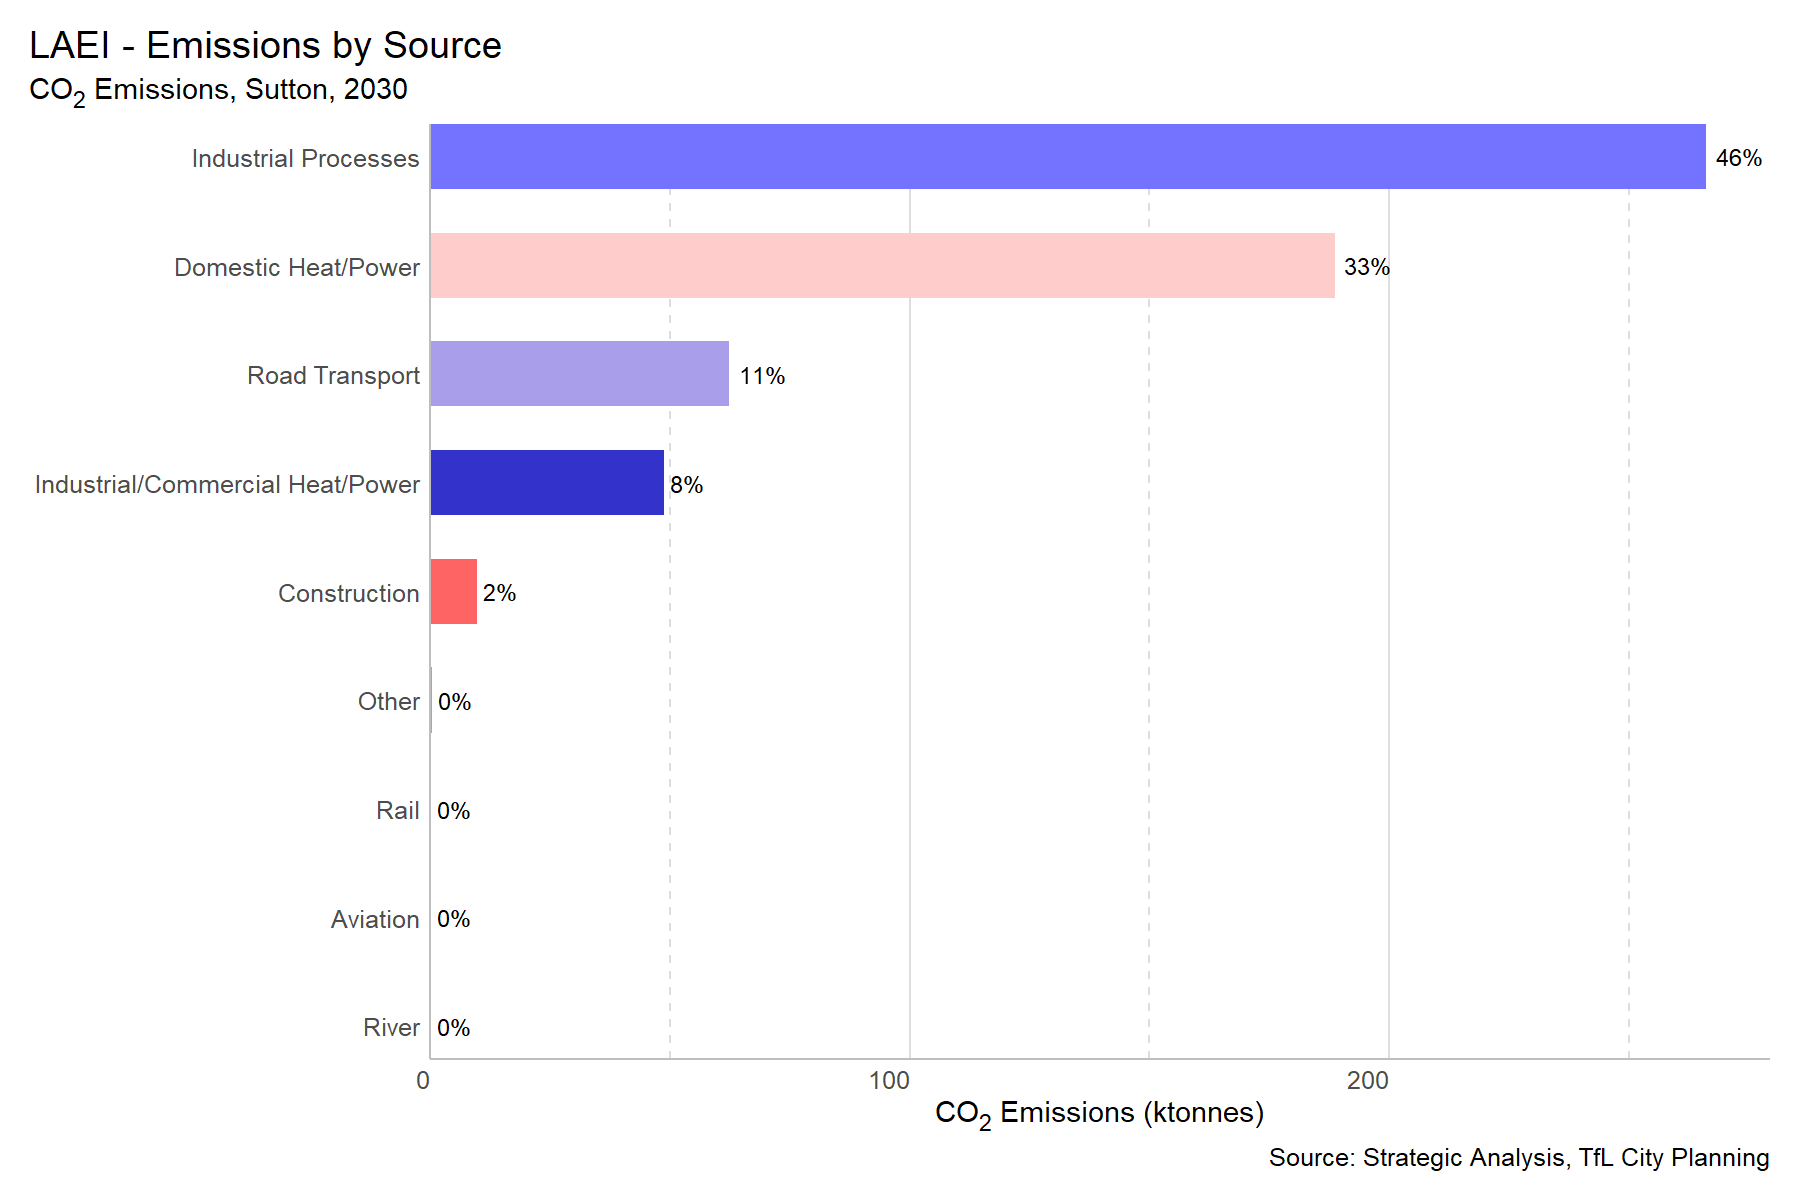 LAEI - Emissions by Source
CO₂ Emissions, Sutton, 2030
Industrial Processes 46%
Domestic Heat/Power 33%
Road Transport 11%
Industrial/Commercial Heat/Power 8%
Construction 2%
Other 0%
Rail 0%
Aviation 0%
River 0%
0 100 200
CO₂ Emissions (ktonnes)
Source: Strategic Analysis, TfL City Planning